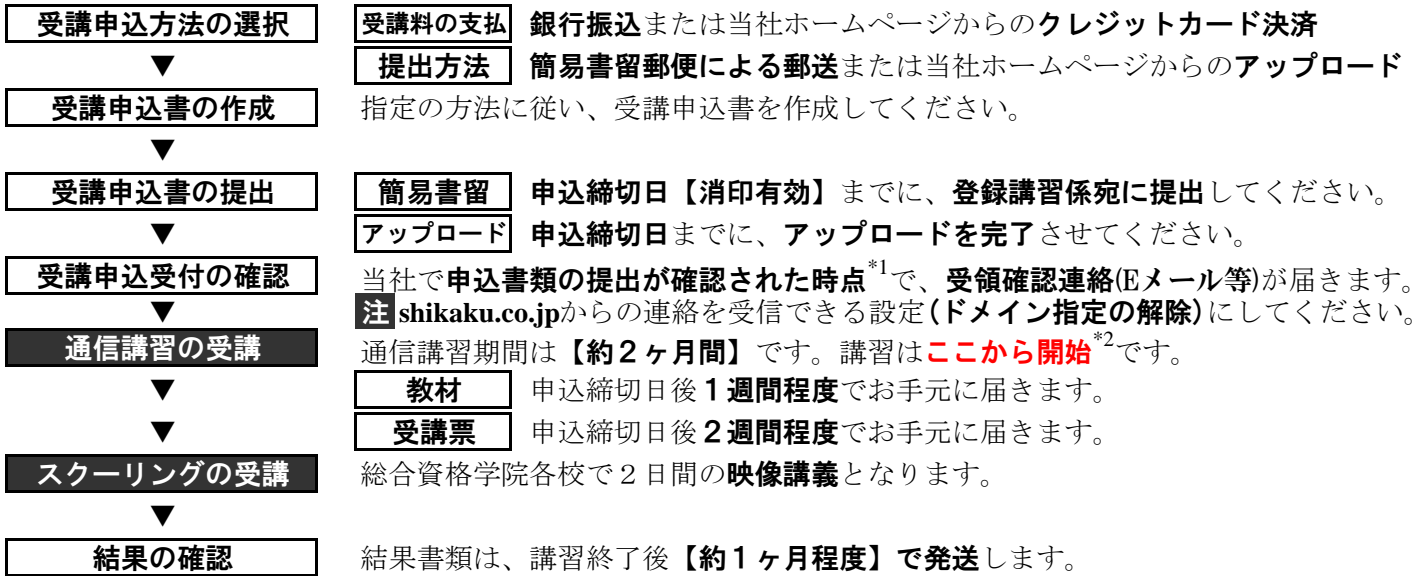 受講申込方法の選択 受講料の支払 銀行振込または当社ホームページからのクレジットカード決済
▼ 提出方法 簡易書留郵便による郵送または当社ホームページからのアップロード
受講申込書の作成 指定の方法に従い、受講申込書を作成してください。
▼
受講申込書の提出 簡易書留 申込締切日【消印有効】までに、登録講習係宛に提出してください。
▼ アップロード 申込締切日までに、アップロードを完了させてください。
受講申込受付の確認 当社で申込書類の提出が確認された時点*1で、受領確認連絡(Eメール等)が届きます。
▼ 注 shikaku.co.jpからの連絡を受信できる設定(ドメイン指定の解除)にしてください。
通信講習の受講 通信講習期間は【約2ヶ月間】です。講習はここから開始*2です。
▼ 教材 申込締切日後1週間程度でお手元に届きます。
▼ 受講票 申込締切日後2週間程度でお手元に届きます。
スクーリングの受講 総合資格学院各校で2日間の映像講義となります。
▼
結果の確認 結果書類は、講習終了後【約1ヶ月程度】で発送します。